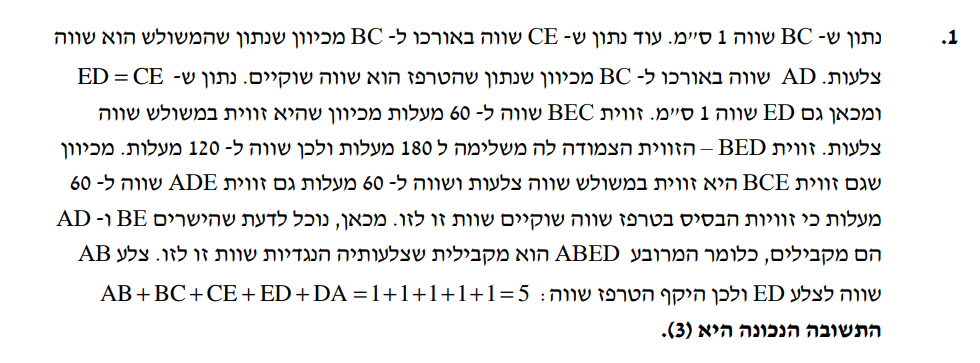 1. נתון ש- BC שווה 1 ס״מ. עוד נתון ש- CE שווה באורכו ל- BC מכיוון שנתון שהמשולש הוא שווה
צלעות. AD שווה באורכו ל- BC מכיוון שנתון שהטרפז הוא שווה שוקיים. נתון ש- ED = CE
ומכאן גם ED שווה 1 ס״מ. זווית BEC שווה ל- 60 מעלות מכיוון שהיא זווית במשולש שווה
צלעות. זווית BED – הזווית הצמודה לה משלימה ל 180 מעלות ולכן שווה ל- 120 מעלות. מכיוון
שגם זווית BCE היא זווית במשולש שווה צלעות ושווה ל- 60 מעלות גם זווית ADE שווה ל- 60
מעלות כי זוויות הבסיס בטרפז שווה שוקיים שוות זו לזו. מכאן, נוכל לדעת שהישרים BE ו- AD
הם מקבילים, כלומר המרובע ABED הוא מקבילית שצלעותיה הנגדיות שוות זו לזו. צלע AB
שווה לצלע ED ולכן היקף הטרפז שווה: AB + BC + CE + ED + DA = 1+1+1+1+1 = 5
התשובה הנכונה היא (3).